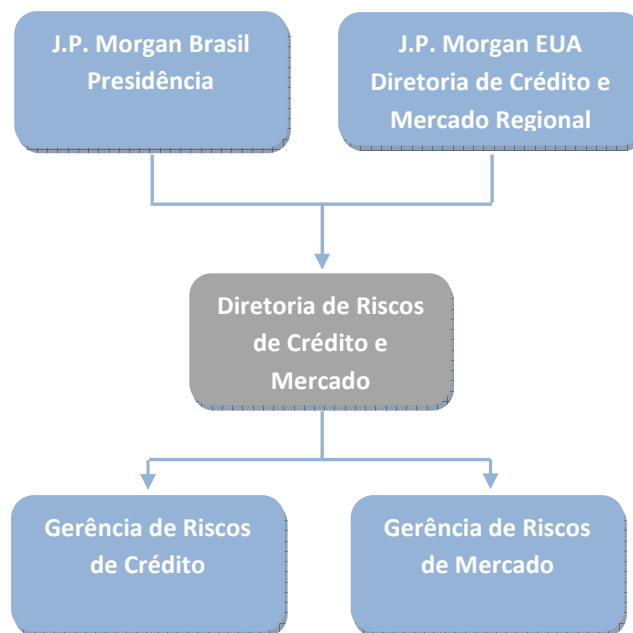 J.P. Morgan Brasil
Presidência
J.P. Morgan EUA
Diretoria de Crédito e
Mercado Regional
Diretoria de Riscos
de Crédito e
Mercado
Gerência de Riscos
de Crédito
Gerência de Riscos
de Mercado